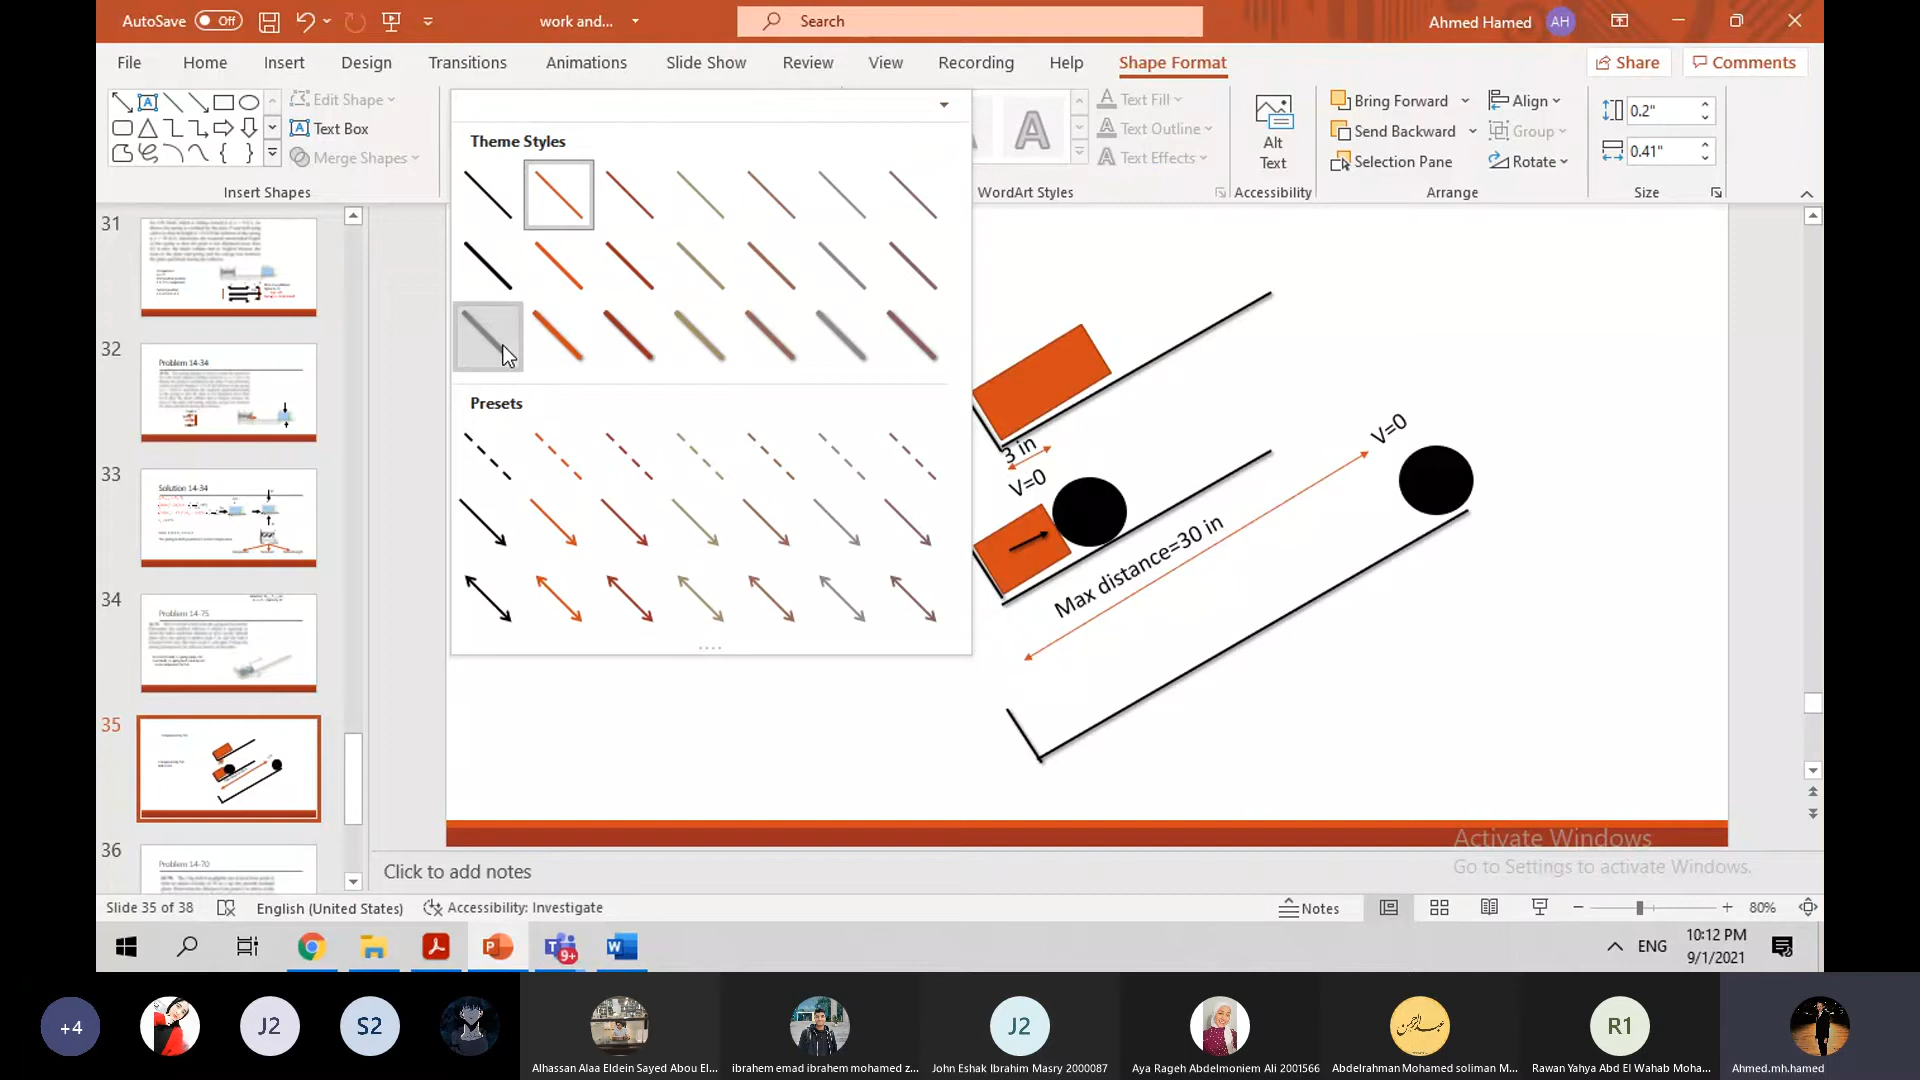 AutoSave Off
work and...
Search
Ahmed Hamed AH
File Home Insert Design Transitions Animations Slide Show Review View Recording Help Shape Format Share Comments
Edit Shape
Text Box
Merge Shapes
Insert Shapes
Theme Styles
Presets
Text Fill
Text Outline
Text Effects
WordArt Styles
Alt Text
Accessibility
Bring Forward
Send Backward
Selection Pane
Align
Group
Rotate
Arrange
0.2"
0.41"
Size
31
32
Problem 14-34
33
Solution 14-34
34
Problem 14-75
35
36
Problem 14-70
3 in
V=0
V=0
Max distance=30 in
Activate Windows
Go to Settings to activate Windows.
Click to add notes
Slide 35 of 38
English (United States)
Accessibility: Investigate
Notes
80%
9+
ENG
10:12 PM
9/1/2021
+4
J2
S2
J2
R1
Alhassan Alaa Eldein Sayed Abou El...
ibrahem emad ibrahem mohamed z...
John Eshak Ibrahim Masry 2000087
Aya Rageh Abdelmoniem Ali 2001566
Abdelrahman Mohamed soliman M...
Rawan Yahya Abd El Wahab Moha...
Ahmed.mh.hamed